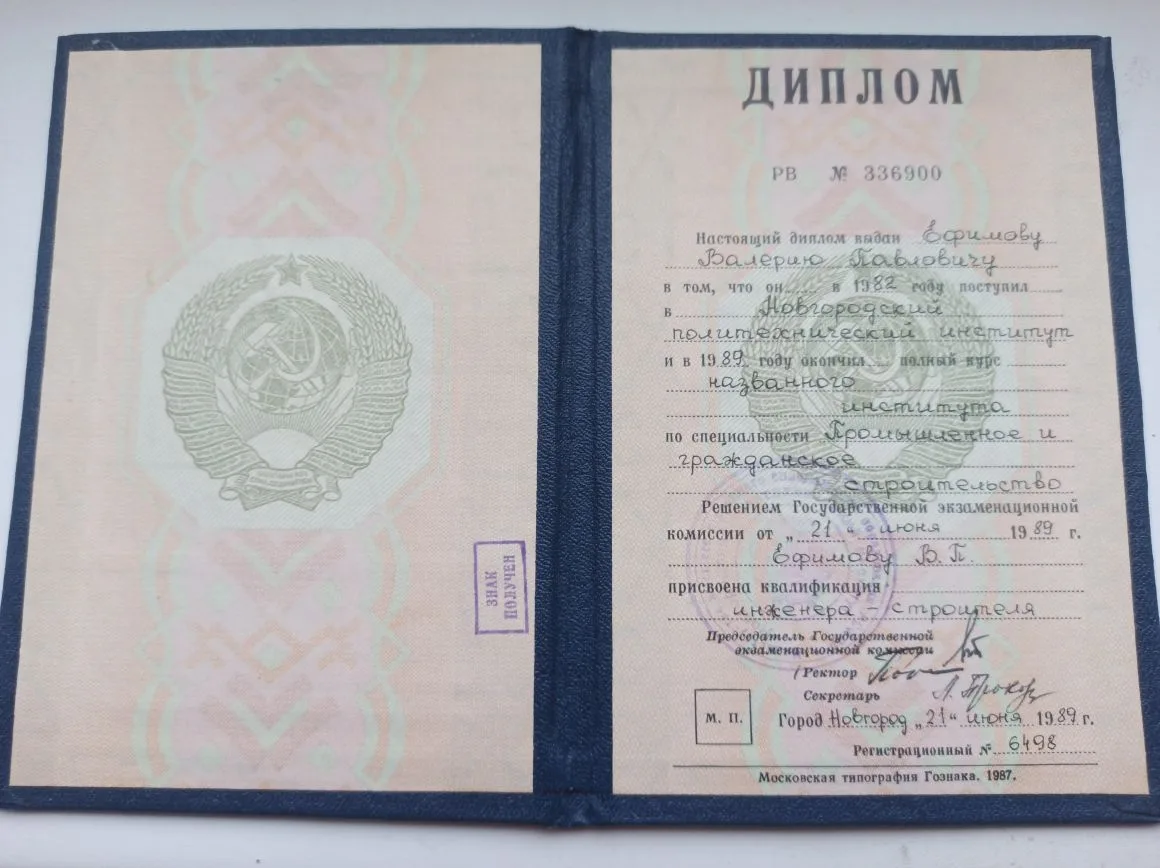 ЗНАК
ПОЛУЧЕН
ДИПЛОМ
РВ № 336900
Настоящий диплом выдан Ефимову
Валерию Павловичу
в том, что он в 1982 году поступил
в Новгородский
политехнический институт
и в 1989 году окончил полный курс
названного
института
по специальности Промышленное и
гражданское
строительство
Решением Государственной экзаменационной
комиссии от „21“ июня 1989 г.
Ефимову В. П.
присвоена квалификация
инженера – строителя
Председатель Государственной
экзаменационной комиссии
Ректор
Секретарь
М. П.
Город Новгород „21“ июня 1989 г.
Регистрационный № 6498
Московская типография Гознака. 1987.